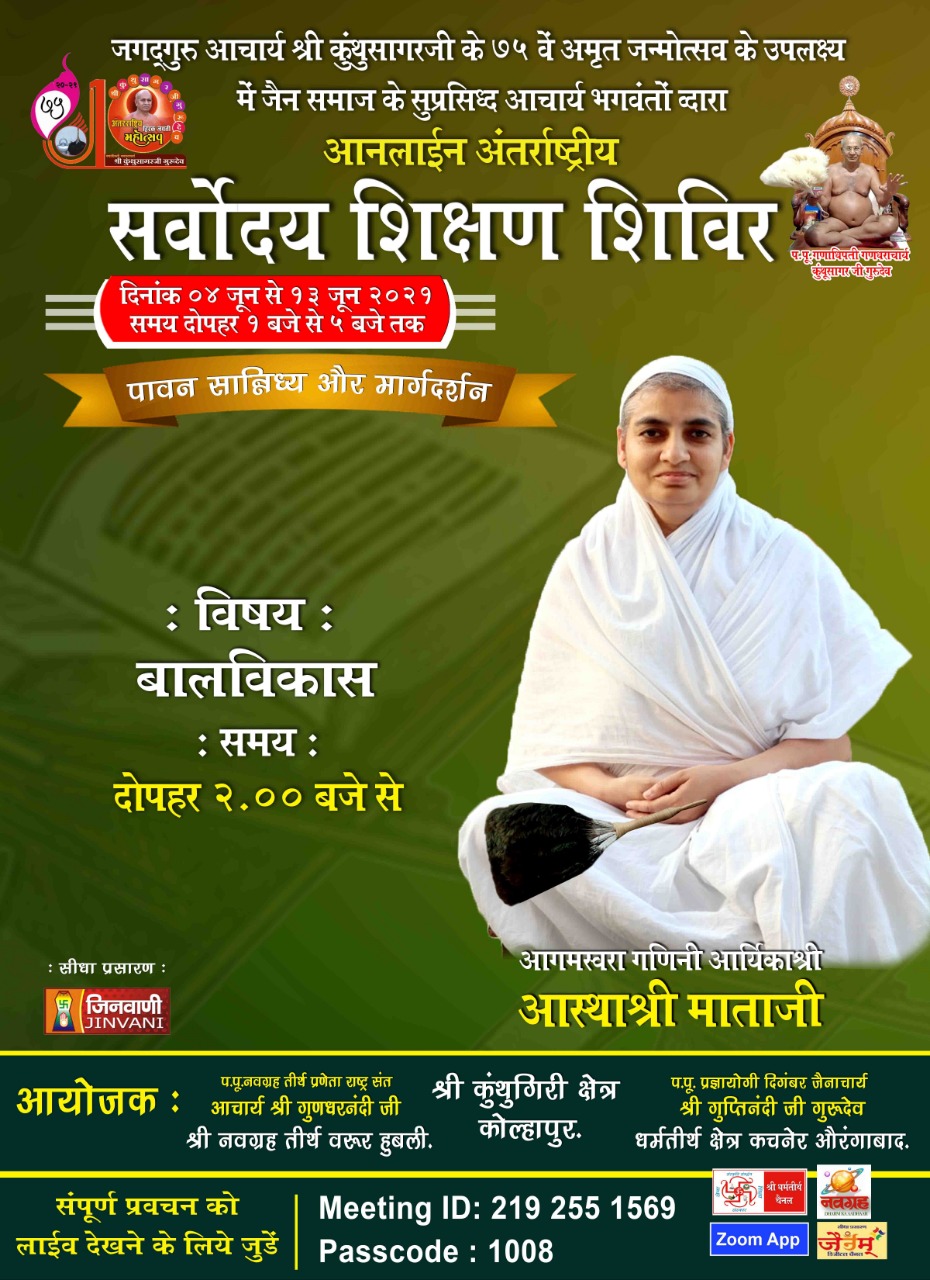 जगद्‌गुरु आचार्य श्री कुंथुसागरजी के ७५ वें अमृत जन्मोत्सव के उपलक्ष्य
में जैन समाज के सुप्रसिध्द आचार्य भगवंतों व्दारा
आनलाईन अंतर्राष्ट्रीय
सर्वोदय शिक्षण शिविर
२०-२१
७५
महोत्सव
श्री कुंथुसागरजी गुरुदेव
प.पू.गणाधिपती गणधराचार्य
कुंथूसागर जी गुरुदेव
दिनांक ०४ जून से १३ जून २०२१
समय दोपहर १ बजे से ५ बजे तक
पावन सान्निध्य और मार्गदर्शन
: विषय :
बालविकास
: समय :
दोपहर २.०० बजे से
: सीधा प्रसारण :
जिनवाणी
JINVANI
आगमस्वरा गणिनी आर्यिकाश्री
आस्थाश्री माताजी
आयोजक :
प.पू.नवग्रह तीर्थ प्रणेता राष्ट्र संत
आचार्य श्री गुणधरनंदी जी
श्री नवग्रह तीर्थ वरूर हुबली.
श्री कुंथुगिरी क्षेत्र
कोल्हापुर.
प.पू. प्रज्ञायोगी दिगंबर जैनाचार्य
श्री गुप्तिनंदी जी गुरूदेव
धर्मतीर्थ क्षेत्र कचनेर औरंगाबाद.
संपूर्ण प्रवचन को
लाईव देखने के लिये जुडें
Meeting ID: 219 255 1569
Passcode : 1008
श्री धर्मतीर्थ
चैनल
नवग्रह
Zoom App
जैनम्